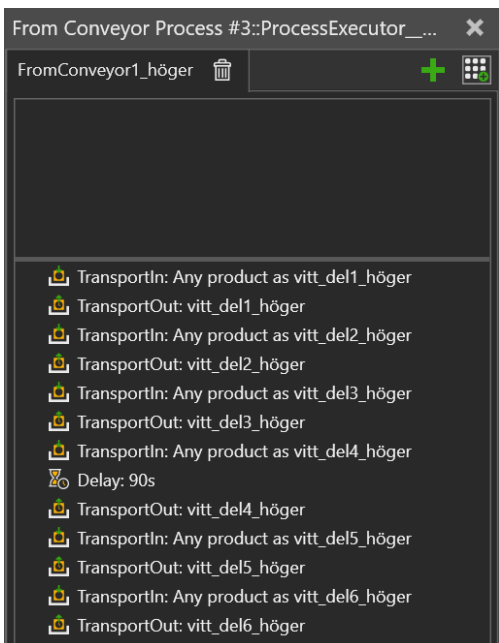 From Conveyor Process #3::ProcessExecutor__...
FromConveyor1_höger
TransportIn: Any product as vitt_del1_höger
TransportOut: vitt_del1_höger
TransportIn: Any product as vitt_del2_höger
TransportOut: vitt_del2_höger
TransportIn: Any product as vitt_del3_höger
TransportOut: vitt_del3_höger
TransportIn: Any product as vitt_del4_höger
Delay: 90s
TransportOut: vitt_del4_höger
TransportIn: Any product as vitt_del5_höger
TransportOut: vitt_del5_höger
TransportIn: Any product as vitt_del6_höger
TransportOut: vitt_del6_höger